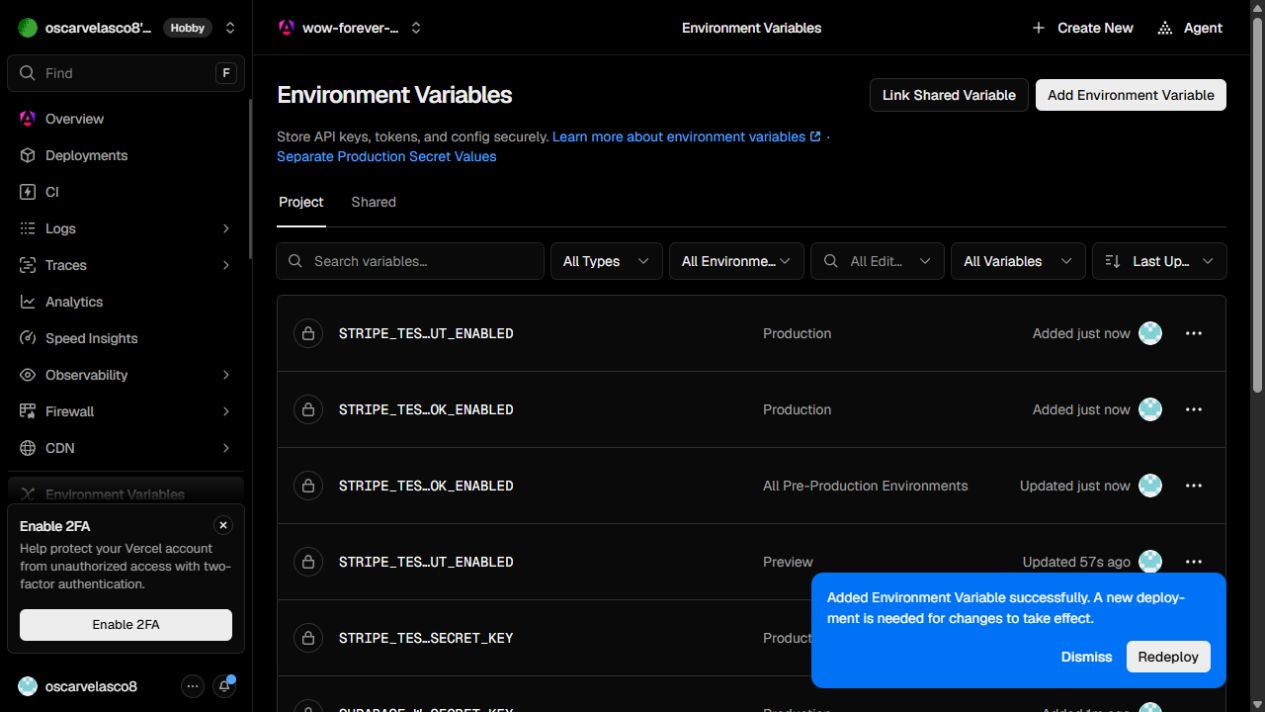 oscarvelasco8'... Hobby
wow-forever-...
Environment Variables
Create New
Agent
Find F
Overview
Deployments
CI
Logs
Traces
Analytics
Speed Insights
Observability
Firewall
CDN
Environment Variables
Enable 2FA
Help protect your Vercel account
from unauthorized access with two-
factor authentication.
Enable 2FA
oscarvelasco8
Environment Variables
Link Shared Variable
Add Environment Variable
Store API keys, tokens, and config securely. Learn more about environment variables ·
Separate Production Secret Values
Project Shared
Search variables...
All Types
All Environme...
All Edit...
All Variables
Last Up...
STRIPE_TES…UT_ENABLED Production Added just now
STRIPE_TES…OK_ENABLED Production Added just now
STRIPE_TES…OK_ENABLED All Pre-Production Environments Updated just now
STRIPE_TES…UT_ENABLED Preview Updated 57s ago
STRIPE_TES…SECRET_KEY Product
Added Environment Variable successfully. A new deploy-
ment is needed for changes to take effect.
Dismiss Redeploy